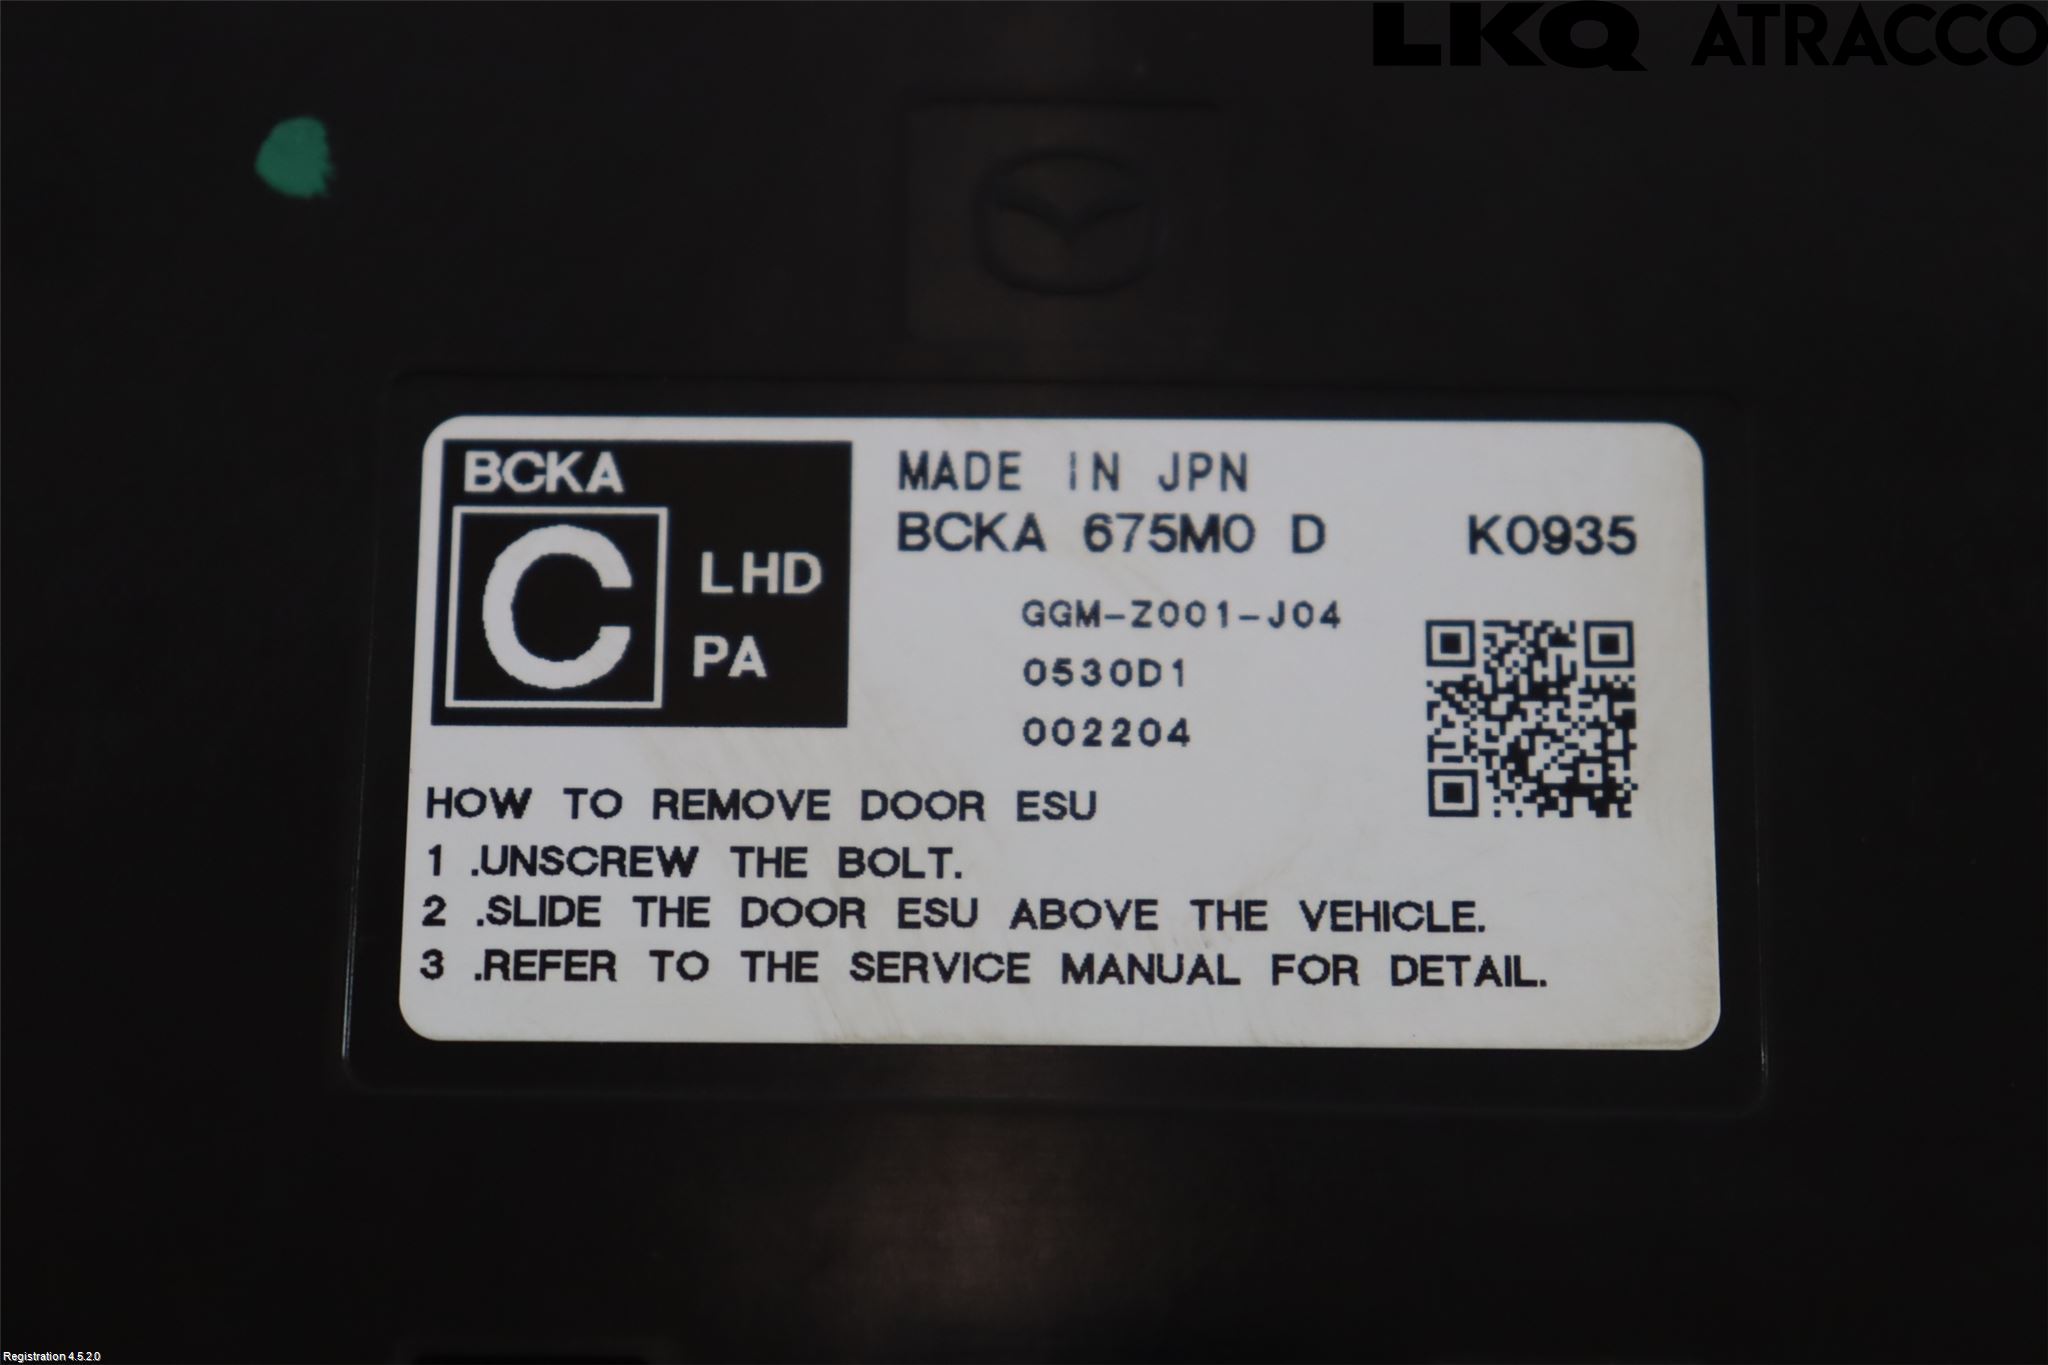 LKQ ATRACCO
BCKA
C
LHD
PA
MADE IN JPN
BCKA 675M0 D K0935
GGM-Z001-J04
0530D1
002204
HOW TO REMOVE DOOR ESU
1 .UNSCREW THE BOLT.
2 .SLIDE THE DOOR ESU ABOVE THE VEHICLE.
3 .REFER TO THE SERVICE MANUAL FOR DETAIL.
Registration 4.5.2.0